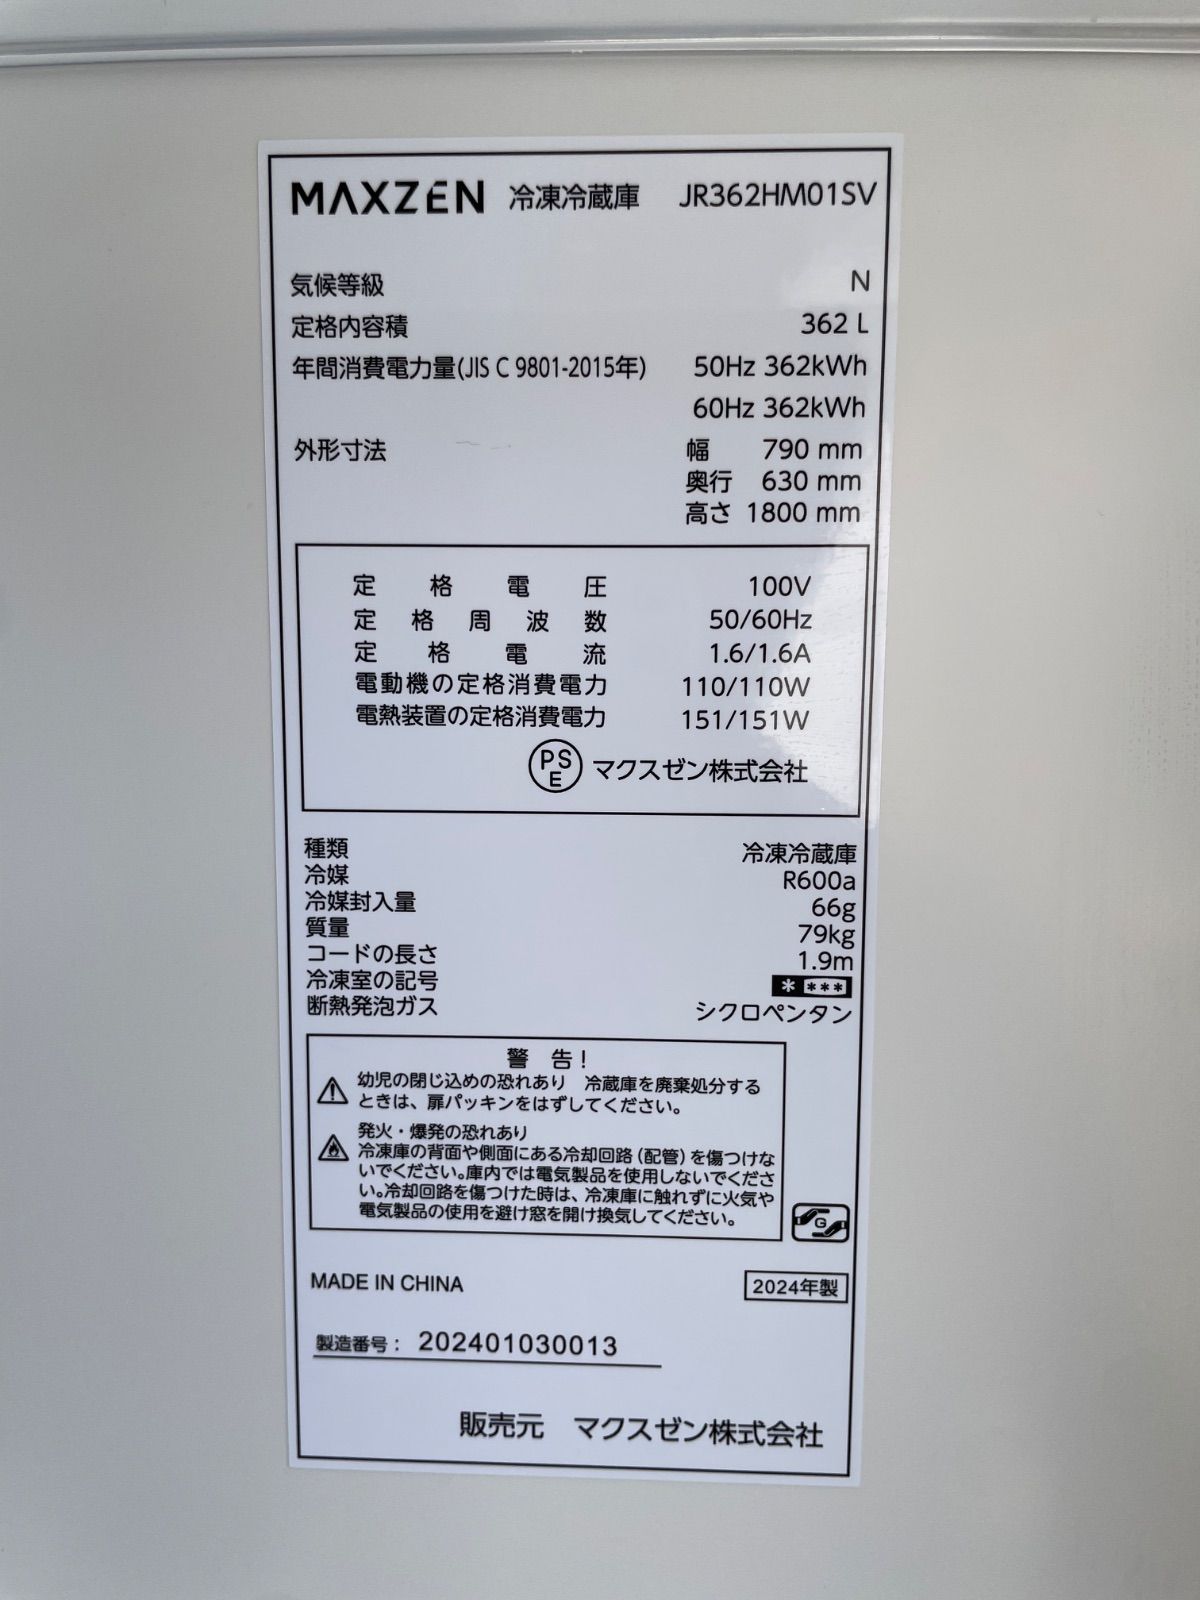 MAXZEN 冷凍冷蔵庫 JR362HM01SV
気候等級 N
定格内容積 362 L
年間消費電力量(JIS C 9801-2015年) 50Hz 362kWh
60Hz 362kWh
外形寸法 幅 790 mm
奥行 630 mm
高さ 1800 mm
定格電圧 100V
定格周波数 50/60Hz
定格電流 1.6/1.6A
電動機の定格消費電力 110/110W
電熱装置の定格消費電力 151/151W
PSE マクスゼン株式会社
種類 冷凍冷蔵庫
冷媒 R600a
冷媒封入量 66g
質量 79kg
コードの長さ 1.9m
冷凍室の記号 * ***
断熱発泡ガス シクロペンタン
警 告!
幼児の閉じ込めの恐れあり 冷蔵庫を廃棄処分する
ときは、扉パッキンをはずしてください。
発火・爆発の恐れあり
冷凍庫の背面や側面にある冷却回路(配管)を傷つけな
いでください。庫内では電気製品を使用しないでくださ
い。冷却回路を傷つけた時は、冷凍庫に触れずに火気や
電気製品の使用を避け窓を開け換気してください。
G
MADE IN CHINA 2024年製
製造番号: 202401030013
販売元 マクスゼン株式会社